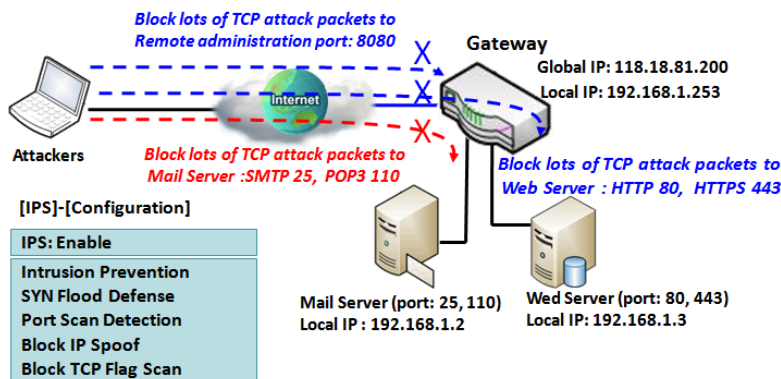 Block lots of TCP attack packets to
Remote administration port: 8080
Gateway
Global IP: 118.18.81.200
Local IP: 192.168.1.253
Internet
Attackers
Block lots of TCP attack packets to
Mail Server :SMTP 25, POP3 110
Block lots of TCP attack packets to
Web Server : HTTP 80, HTTPS 443
[IPS]-[Configuration]
IPS: Enable
Intrusion Prevention
SYN Flood Defense
Port Scan Detection
Block IP Spoof
Block TCP Flag Scan
Mail Server (port: 25, 110)
Local IP : 192.168.1.2
Wed Server (port: 80, 443)
Local IP: 192.168.1.3